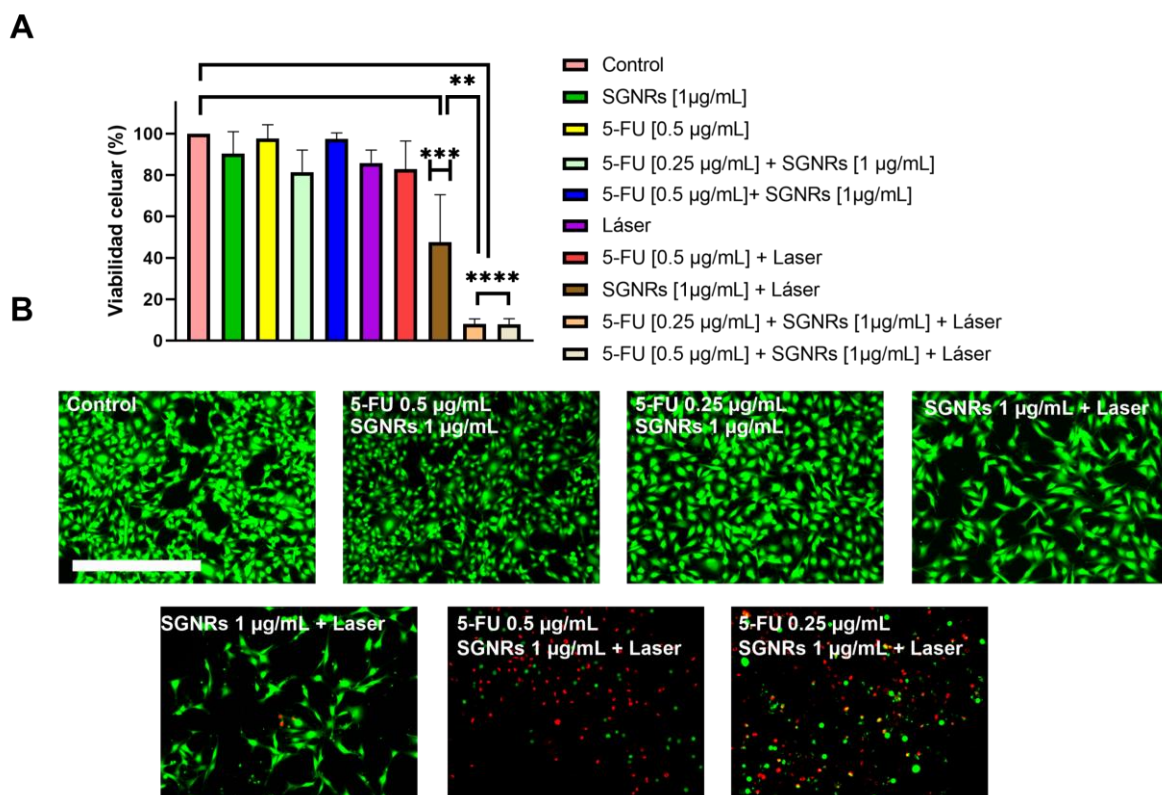 A
Viabilidad celuar (%)
100
80
60
40
20
0
**
***
****
Control
SGNRs [1µg/mL]
5-FU [0.5 µg/mL]
5-FU [0.25 µg/mL] + SGNRs [1 µg/mL]
5-FU [0.5 µg/mL]+ SGNRs [1µg/mL]
Láser
5-FU [0.5 µg/mL] + Laser
SGNRs [1µg/mL] + Láser
5-FU [0.25 µg/mL] + SGNRs [1µg/mL] + Láser
5-FU [0.5 µg/mL] + SGNRs [1µg/mL] + Láser
B
Control
5-FU 0.5 µg/mL
SGNRs 1 µg/mL
5-FU 0.25 µg/mL
SGNRs 1 µg/mL
SGNRs 1 µg/mL + Laser
SGNRs 1 µg/mL + Laser
5-FU 0.5 µg/mL
SGNRs 1 µg/mL + Laser
5-FU 0.25 µg/mL
SGNRs 1 µg/mL + Laser